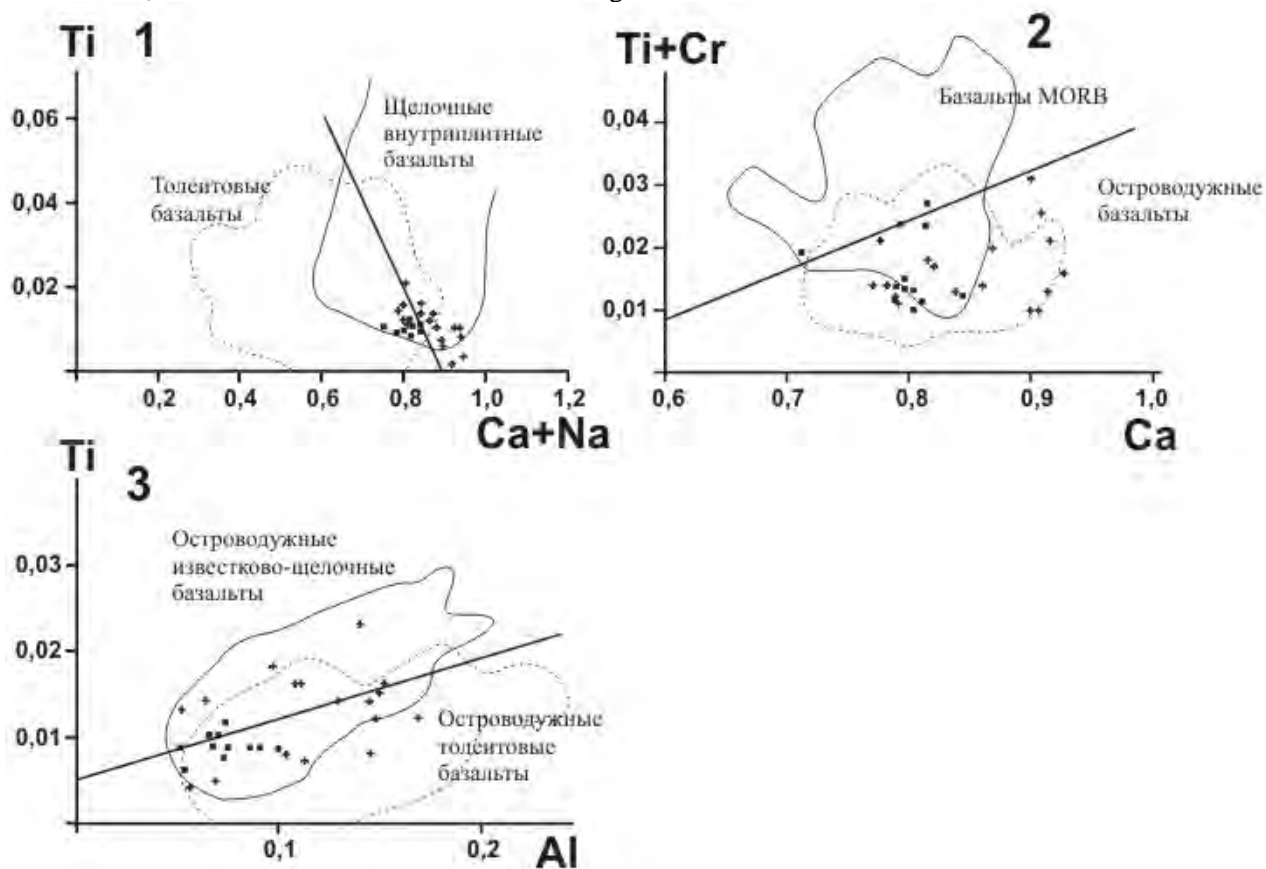 Ti 1
Щелочные
внутриплитные
базальты
Толеитовые
базальты
0,06
0,04
0,02
0,2 0,4 0,6 0,8 1,0 1,2
Ca+Na
Ti+Cr 2
Базальты MORB
Островодужные
базальты
0,04
0,03
0,02
0,01
0,6 0,7 0,8 0,9 1,0
Ca
Ti 3
Островодужные
известково-щелочные
базальты
0,03
0,02
0,01
Островодужные
толеитовые
базальты
0,1 0,2
Al